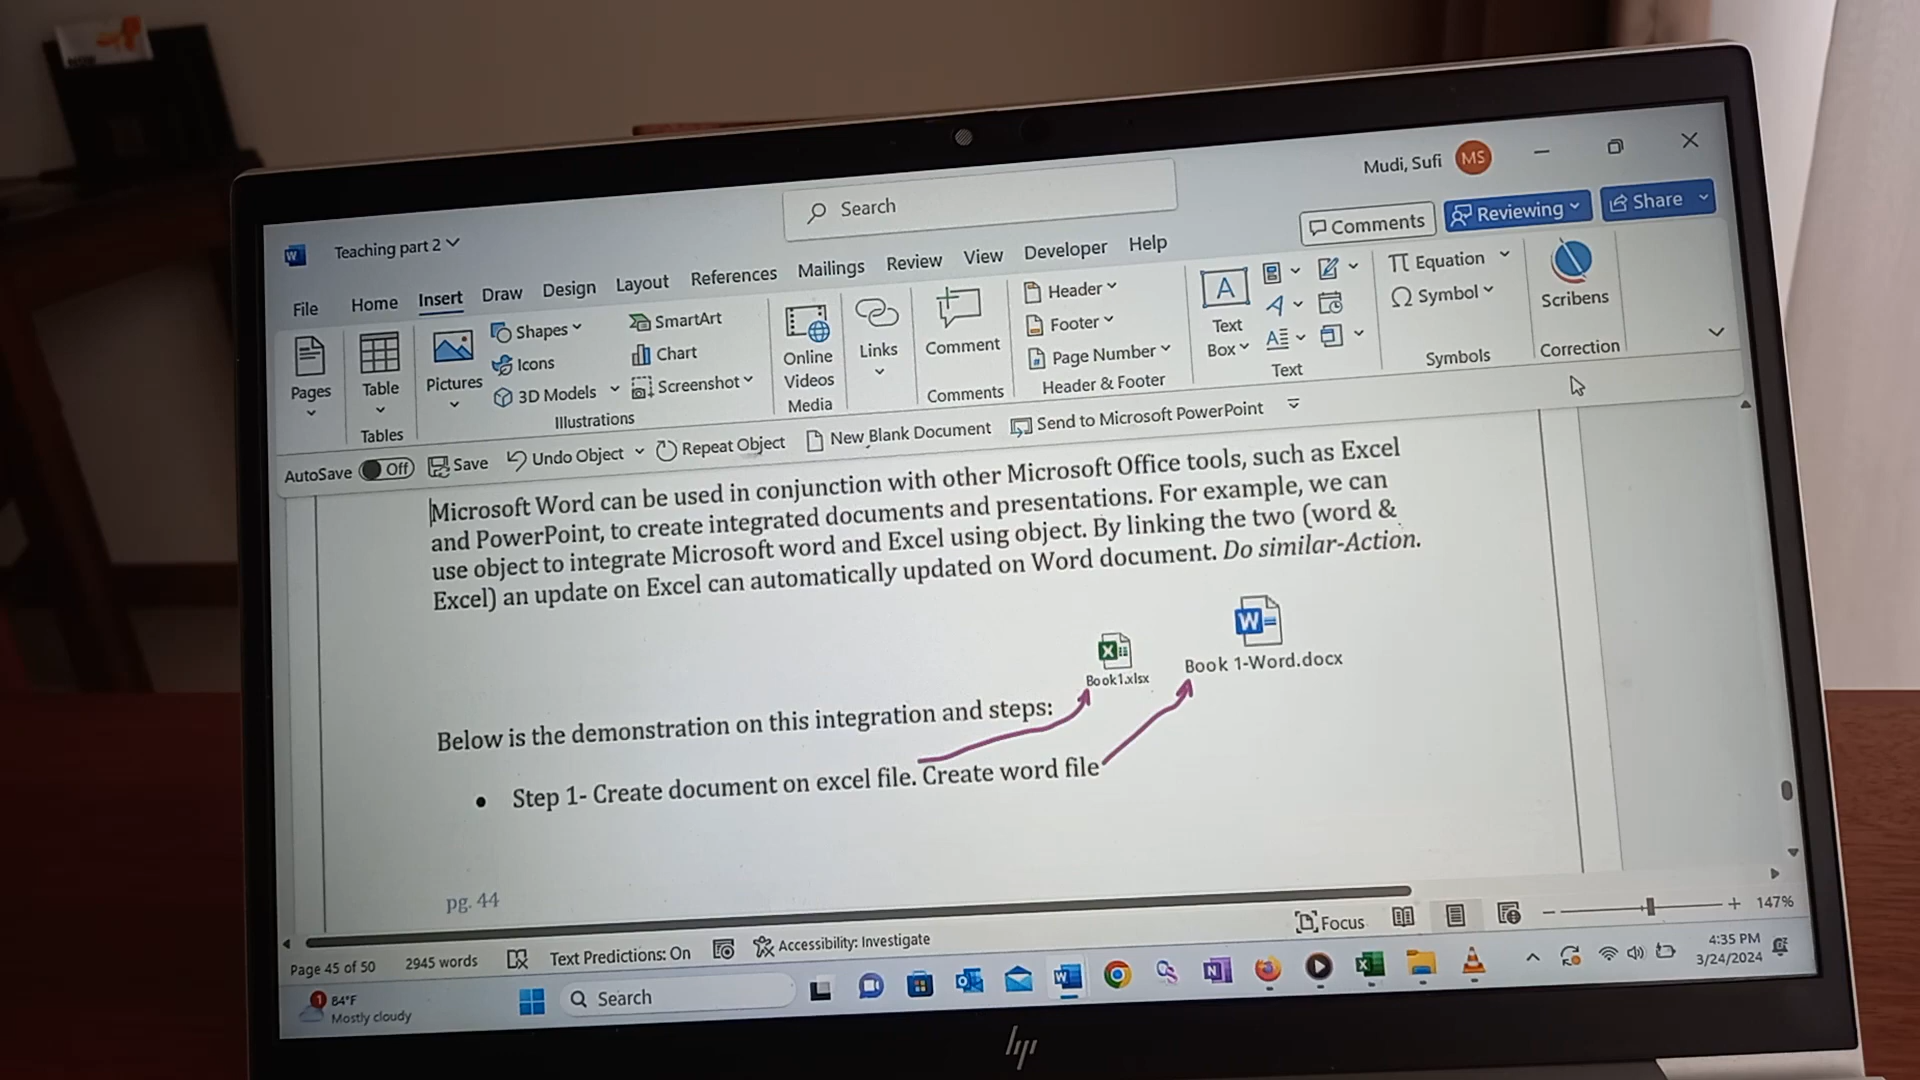 Search
Mudi, Sufi MS
Teaching part 2
Comments Reviewing Share
File Home Insert Draw Design Layout References Mailings Review View Developer Help
Pages
Table
Tables
Pictures
Shapes
Icons
3D Models
SmartArt
Chart
Screenshot
Illustrations
Online
Videos
Media
Links
Comment
Comments
Header
Footer
Page Number
Header & Footer
Text
Box
Text
Equation
Symbol
Symbols
Scribens
Correction
AutoSave Off Save Undo Object Repeat Object New Blank Document Send to Microsoft PowerPoint
Microsoft Word can be used in conjunction with other Microsoft Office tools, such as Excel
and PowerPoint, to create integrated documents and presentations. For example, we can
use object to integrate Microsoft word and Excel using object. By linking the two (word &
Excel) an update on Excel can automatically updated on Word document. Do similar-Action.
Book1.xlsx
Book 1-Word.docx
Below is the demonstration on this integration and steps:
• Step 1- Create document on excel file. Create word file
pg. 44
Page 45 of 50 2945 words Text Predictions: On Accessibility: Investigate Focus 147%
1 84°F
Mostly cloudy
Search
4:35 PM
3/24/2024
hp